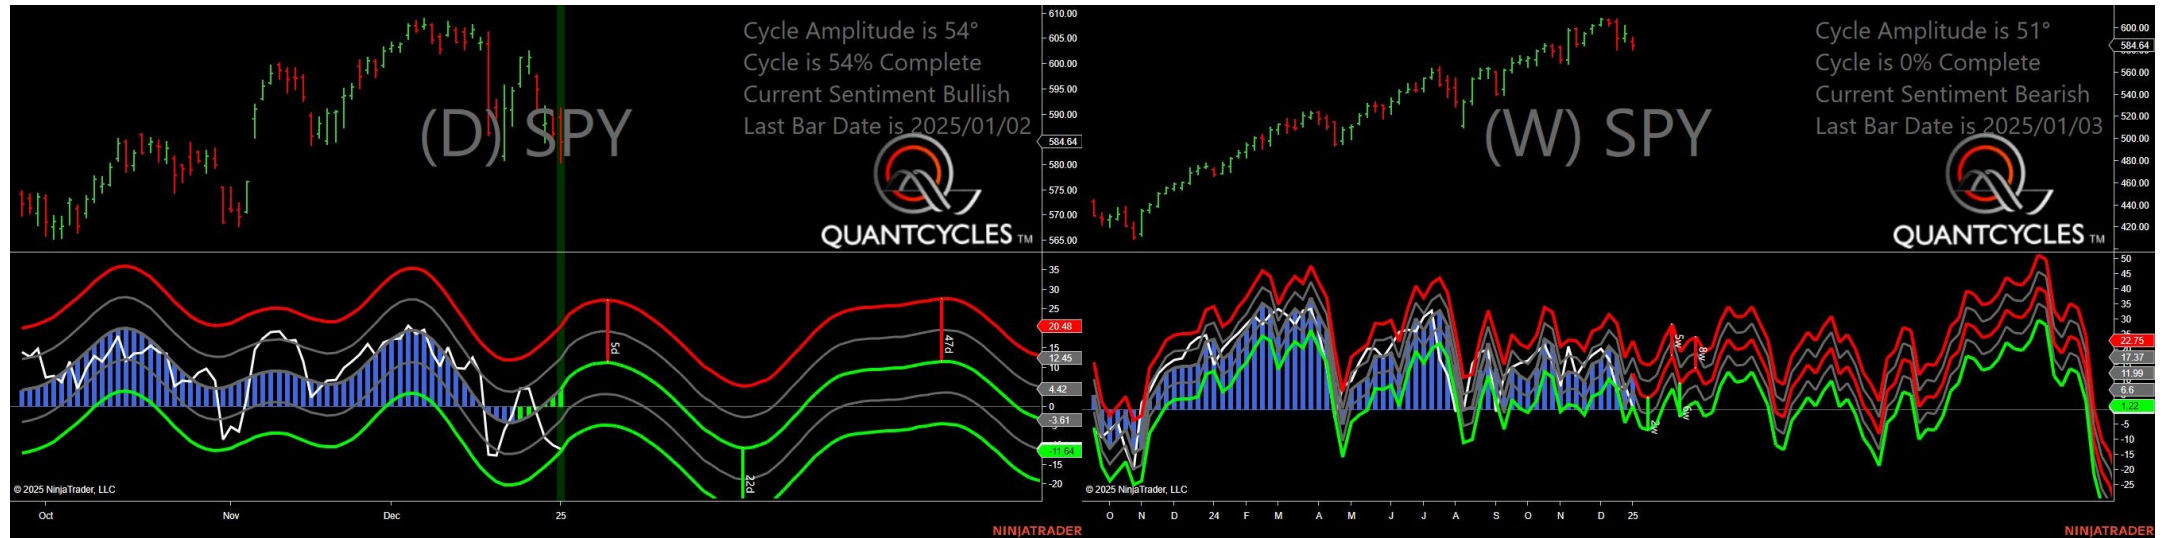 Cycle Amplitude is 54°
Cycle is 54% Complete
Current Sentiment Bullish
Last Bar Date is 2025/01/02
(D) SPY
QUANTCYCLES TM
610.00
605.00
600.00
595.00
590.00
584.64
580.00
575.00
570.00
565.00
35
30
25
20.48
15
12.45
10
4.42
0
-3.61
-11.64
-15
-20
5d
22d
47d
© 2025 NinjaTrader, LLC
Oct Nov Dec 25
NINJATRADER
Cycle Amplitude is 51°
Cycle is 0% Complete
Current Sentiment Bearish
Last Bar Date is 2025/01/03
(W) SPY
QUANTCYCLES TM
600.00
584.64
560.00
540.00
520.00
500.00
480.00
460.00
440.00
420.00
50
45
40
35
30
25
22.75
17.37
11.99
6.6
1.22
-5
-10
-15
-20
-25
2w
5w
6w
8w
© 2025 NinjaTrader, LLC
O N D 24 F M A M J J A S O N D 25
NINJATRADER